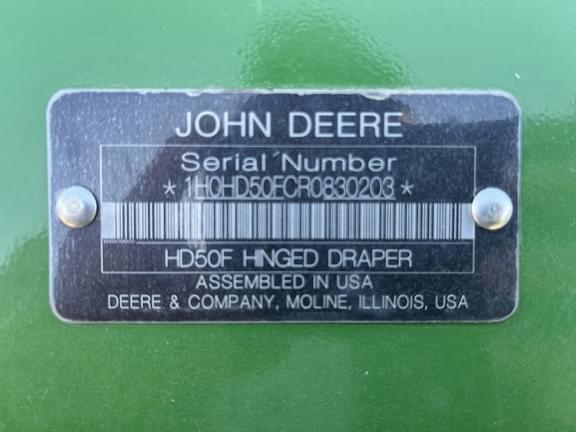 JOHN DEERE
Serial Number
*1H0HD50FCR0830203*
HD50F HINGED DRAPER
ASSEMBLED IN USA
DEERE & COMPANY, MOLINE, ILLINOIS, USA